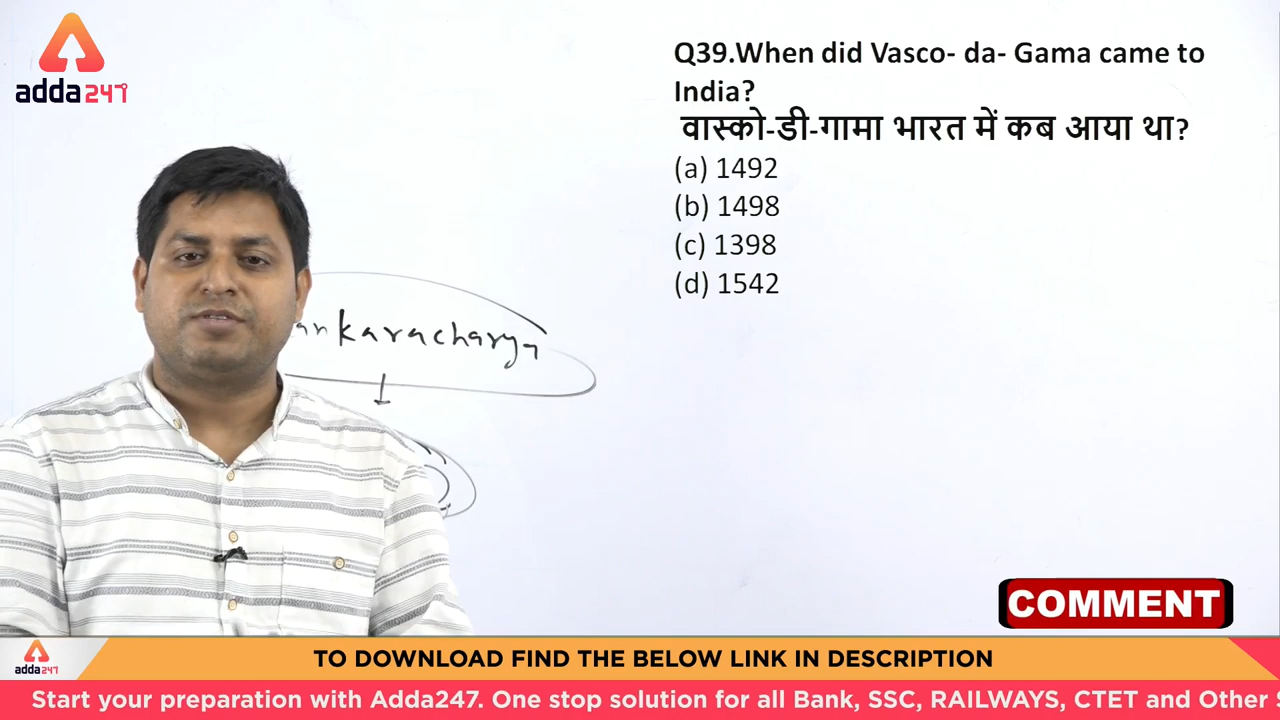 adda247
Q39.When did Vasco- da- Gama came to
India?
वास्को-डी-गामा भारत में कब आया था?
(a) 1492
(b) 1498
(c) 1398
(d) 1542
ankaracharya
COMMENT
adda247
TO DOWNLOAD FIND THE BELOW LINK IN DESCRIPTION
Start your preparation with Adda247. One stop solution for all Bank, SSC, RAILWAYS, CTET and Other S